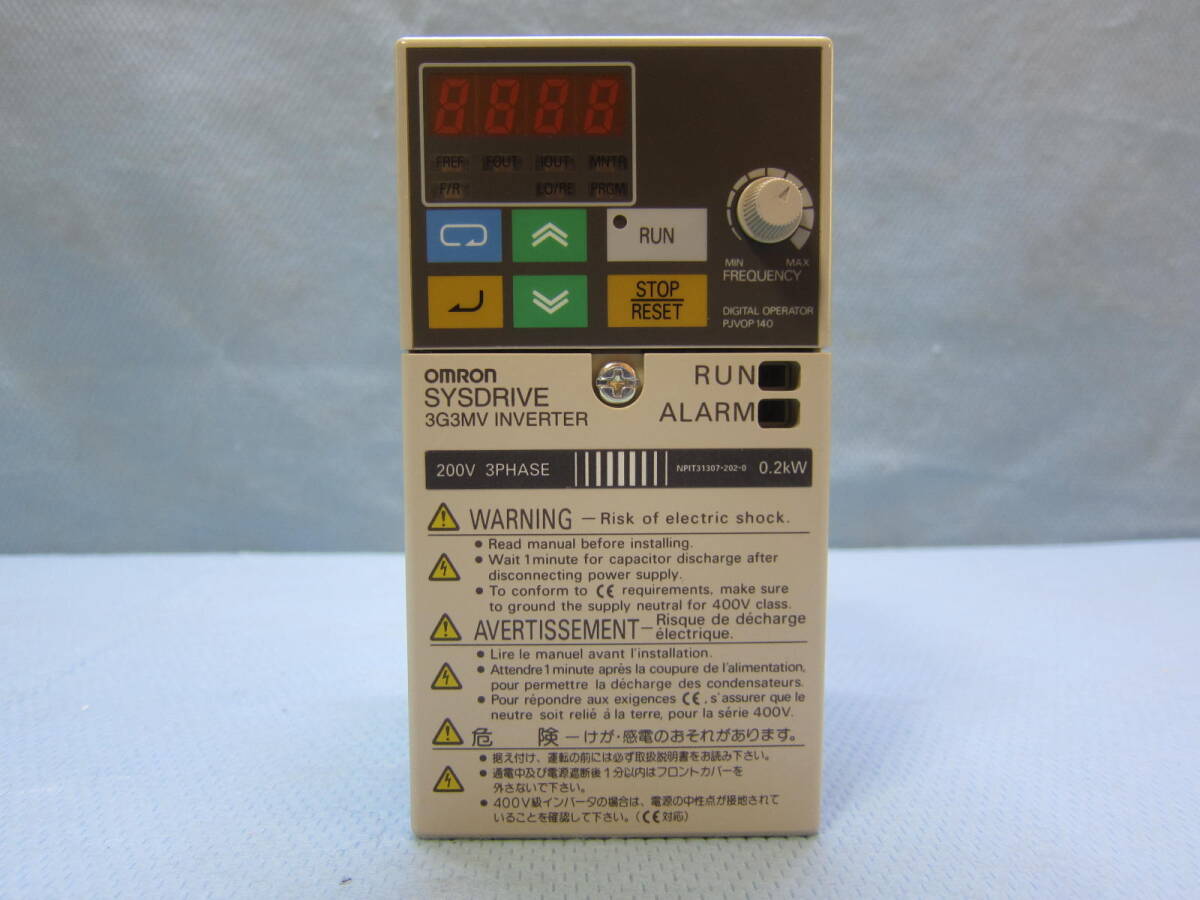 8888
FREF FOUT IOUT MNTR
F/R LO/RE PRGM
RUN
STOP
RESET
MIN MAX
FREQUENCY
DIGITAL OPERATOR
PJVOP140
OMRON
SYSDRIVE
3G3MV INVERTER
RUN
ALARM
200V 3PHASE NPIT31307-202-0 0.2kW
WARNING — Risk of electric shock.
● Read manual before installing.
● Wait 1minute for capacitor discharge after
disconnecting power supply.
● To conform to CE requirements, make sure
to ground the supply neutral for 400V class.
AVERTISSEMENT — Risque de décharge
électrique.
● Lire le manuel avant l'installation.
● Attendre1minute après la coupure de l'alimentation,
pour permettre la décharge des condensateurs.
● Pour répondre aux exigences CE, s'assurer que le
neutre soit relié á la terre, pour la série 400V.
危 険 —けが・感電のおそれがあります。
● 据え付け、運転の前には必ず取扱説明書をお読み下さい。
● 通電中及び電源遮断後1分以内はフロントカバーを
外さないで下さい。
● 400V級インバータの場合は、電源の中性点が接地されて
いることを確認して下さい。(CE対応)